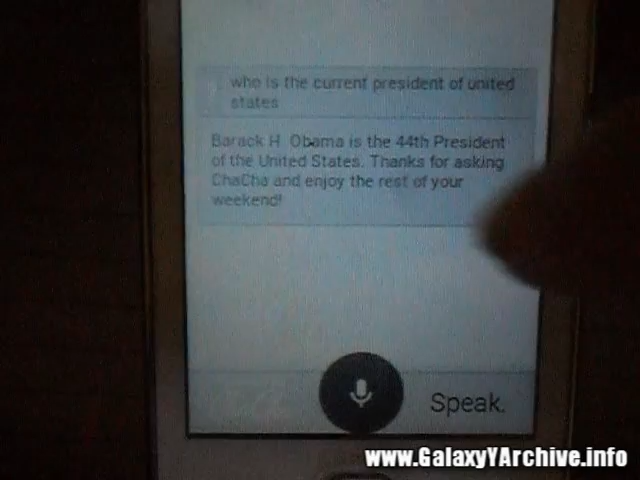 who is the current president of united
states
Barack H. Obama is the 44th President
of the United States. Thanks for asking
ChaCha and enjoy the rest of your
weekend!
Speak.
www.GalaxyYArchive.info